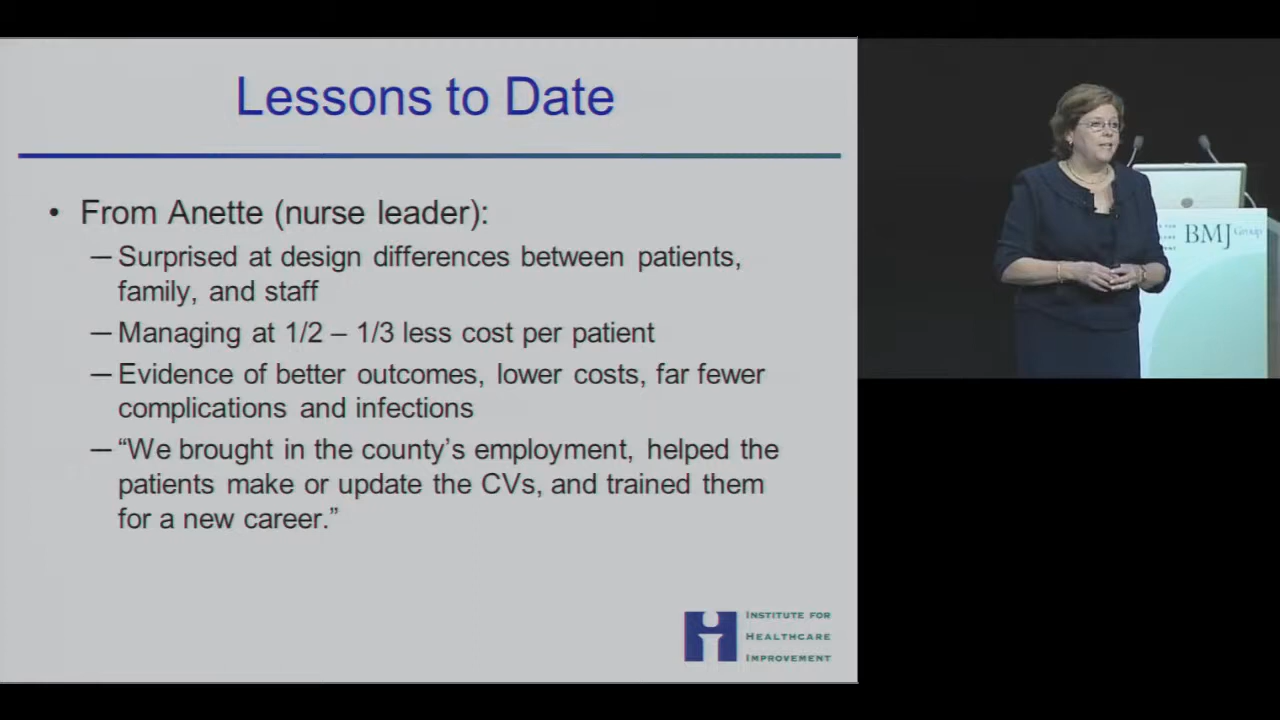 Lessons to Date
• From Anette (nurse leader):
— Surprised at design differences between patients,
family, and staff
— Managing at 1/2 – 1/3 less cost per patient
— Evidence of better outcomes, lower costs, far fewer
complications and infections
— “We brought in the county’s employment, helped the
patients make or update the CVs, and trained them
for a new career.”
INSTITUTE FOR
HEALTHCARE
IMPROVEMENT
BMJ Group